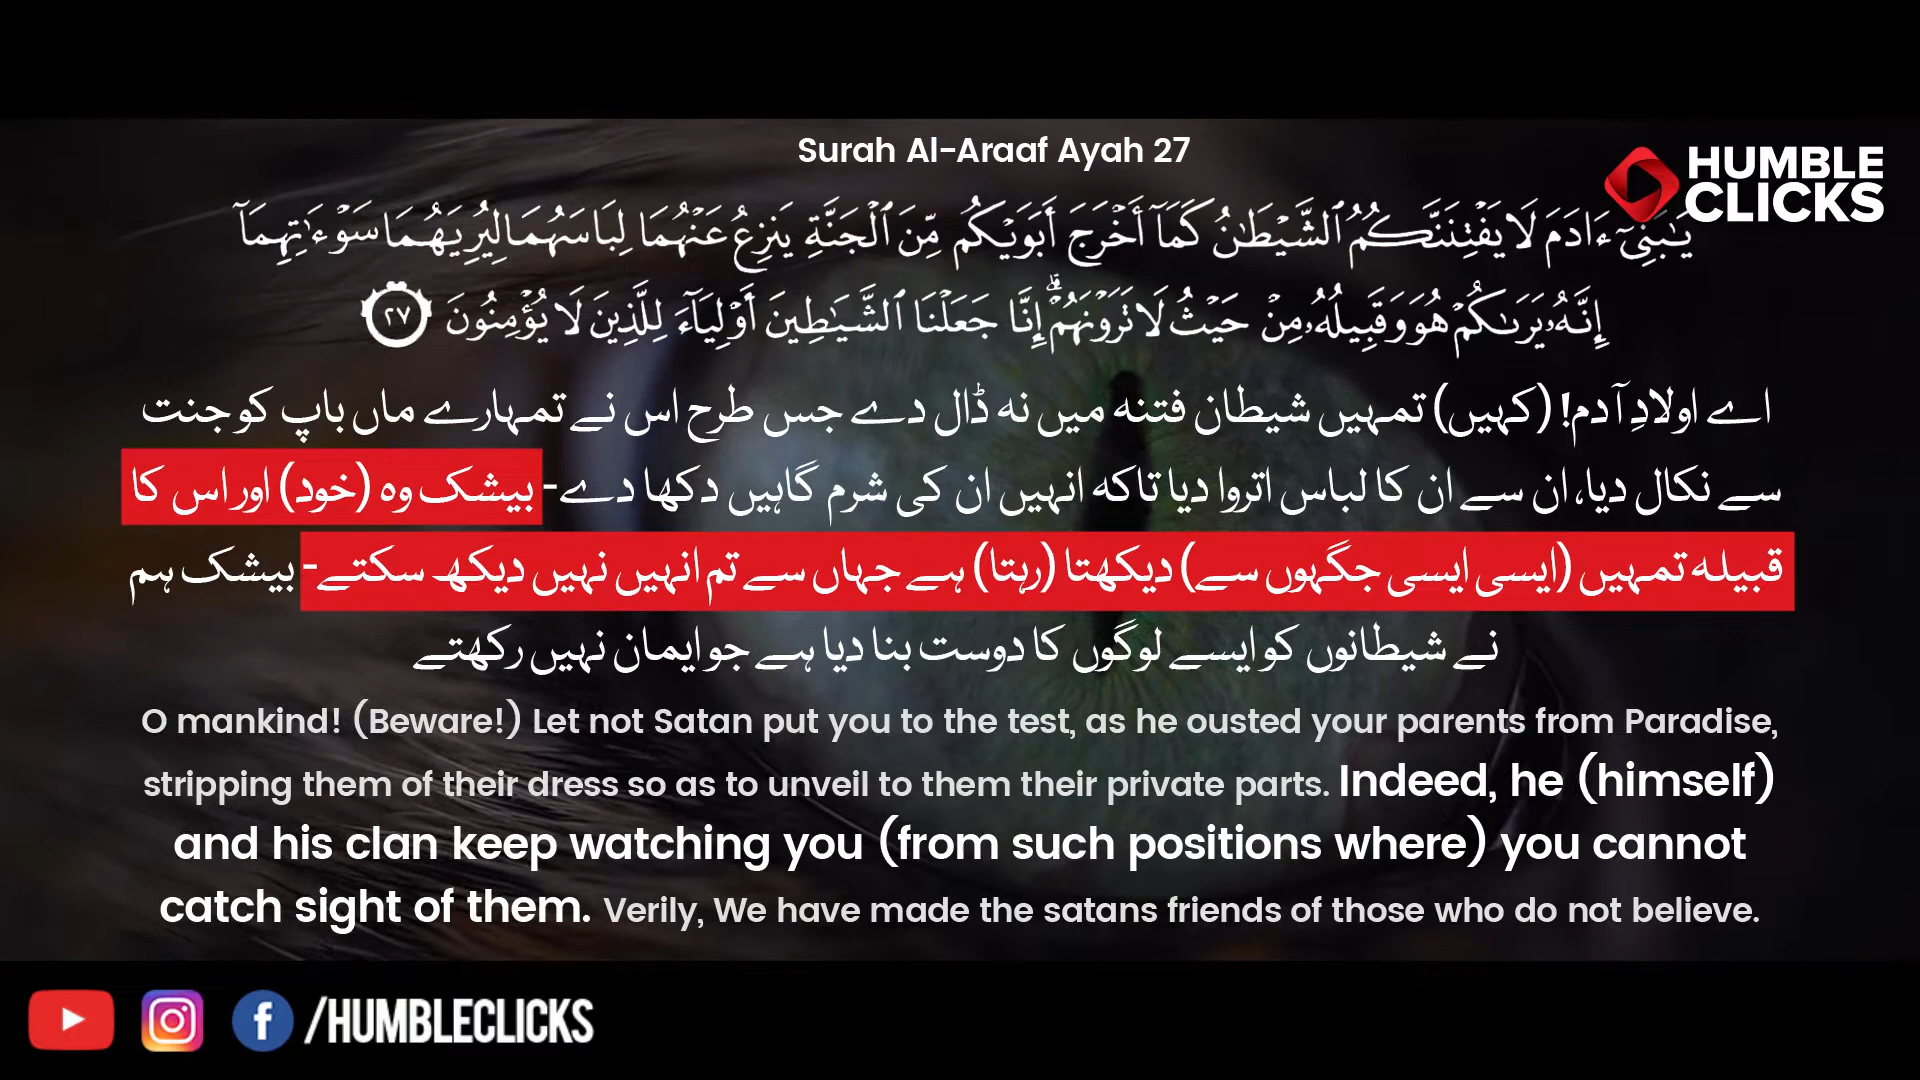 Surah Al-Araaf Ayah 27
HUMBLE
CLICKS
يَـٰبَنِىٓ ءَادَمَ لَا يَفْتِنَنَّكُمُ ٱلشَّيْطَـٰنُ كَمَآ أَخْرَجَ أَبَوَيْكُم مِّنَ ٱلْجَنَّةِ يَنزِعُ عَنْهُمَا لِبَاسَهُمَا لِيُرِيَهُمَا سَوْءَٰتِهِمَآ
إِنَّهُۥ يَرَىٰكُمْ هُوَ وَقَبِيلُهُۥ مِنْ حَيْثُ لَا تَرَوْنَهُمْ ۗ إِنَّا جَعَلْنَا ٱلشَّيَـٰطِينَ أَوْلِيَآءَ لِلَّذِينَ لَا يُؤْمِنُونَ ٢٧
اے اولادِ آدم! (کہیں) تمہیں شیطان فتنہ میں نہ ڈال دے جس طرح اس نے تمہارے ماں باپ کو جنت
سے نکال دیا، ان سے ان کا لباس اتروا دیا تاکہ انہیں ان کی شرم گاہیں دکھا دے- بیشک وہ (خود) اور اس کا
قبیلہ تمہیں (ایسی ایسی جگہوں سے) دیکھتا (رہتا) ہے جہاں سے تم انہیں نہیں دیکھ سکتے- بیشک ہم
نے شیطانوں کو ایسے لوگوں کا دوست بنا دیا ہے جو ایمان نہیں رکھتے
O mankind! (Beware!) Let not Satan put you to the test, as he ousted your parents from Paradise,
stripping them of their dress so as to unveil to them their private parts. Indeed, he (himself)
and his clan keep watching you (from such positions where) you cannot
catch sight of them. Verily, We have made the satans friends of those who do not believe.
/HUMBLECLICKS